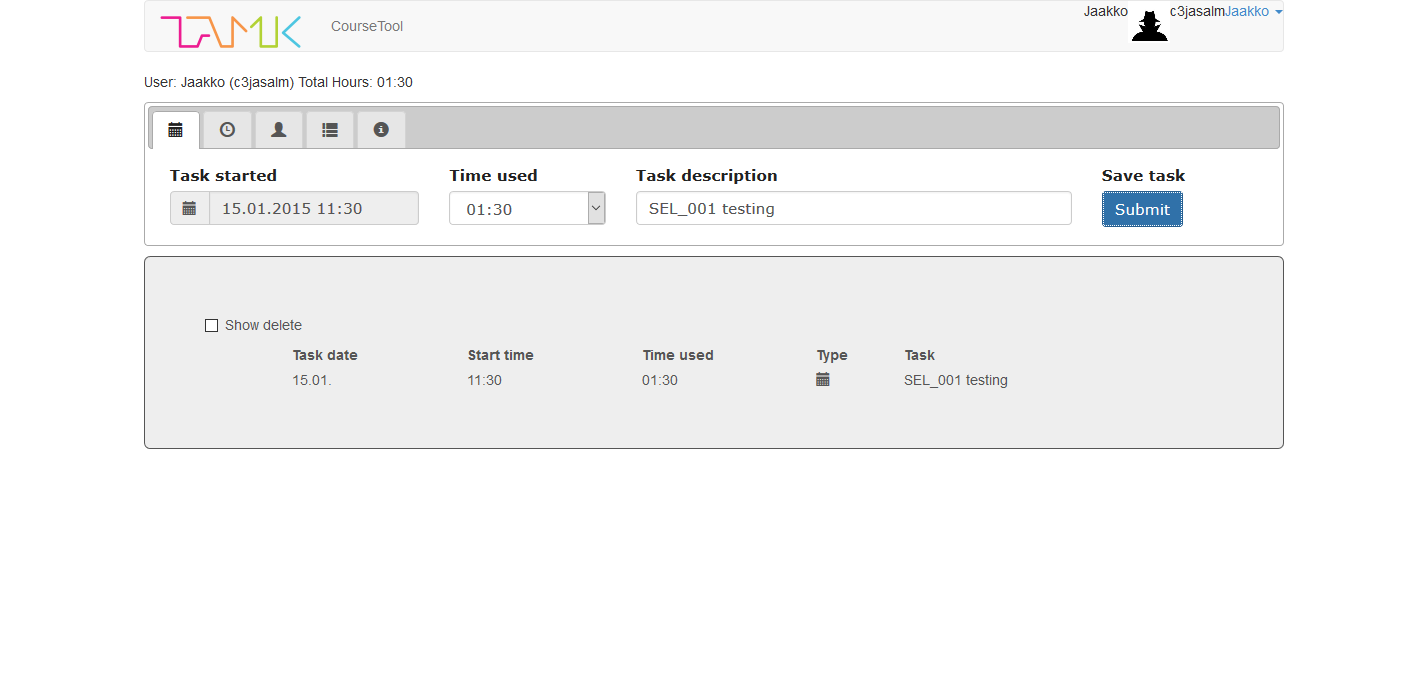 TAMK CourseTool Jaakko c3jasalmJaakko
User: Jaakko (c3jasalm) Total Hours: 01:30
Task started Time used Task description Save task
15.01.2015 11:30 01:30 SEL_001 testing Submit
Show delete
Task date Start time Time used Type Task
15.01. 11:30 01:30 SEL_001 testing